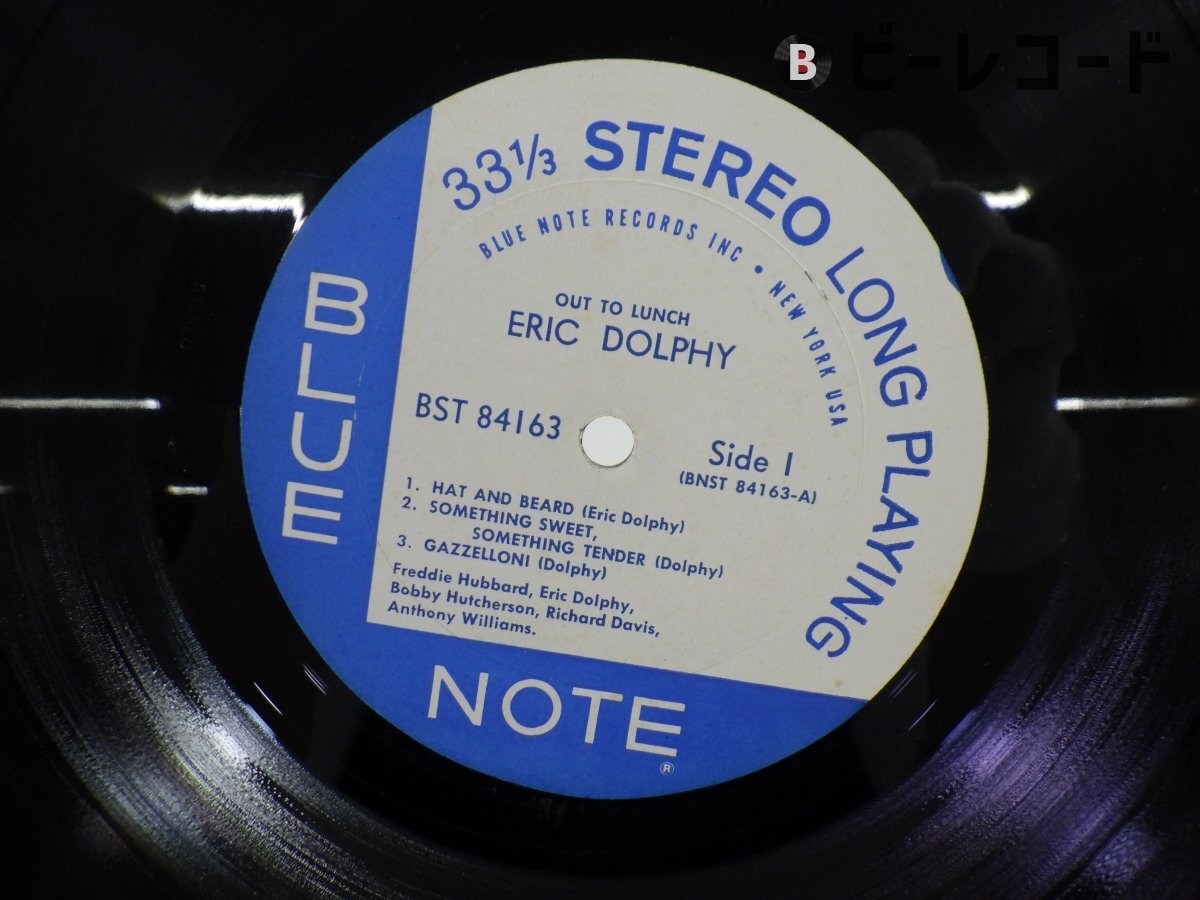 B ビーレコード
33⅓ STEREO LONG PLAYING
BLUE NOTE RECORDS INC • NEW YORK USA
OUT TO LUNCH
ERIC DOLPHY
BST 84163
Side 1
(BNST 84163-A)
1. HAT AND BEARD (Eric Dolphy)
2. SOMETHING SWEET,
SOMETHING TENDER (Dolphy)
3. GAZZELLONI (Dolphy)
Freddie Hubbard, Eric Dolphy,
Bobby Hutcherson, Richard Davis,
Anthony Williams.
BLUE
NOTE
®